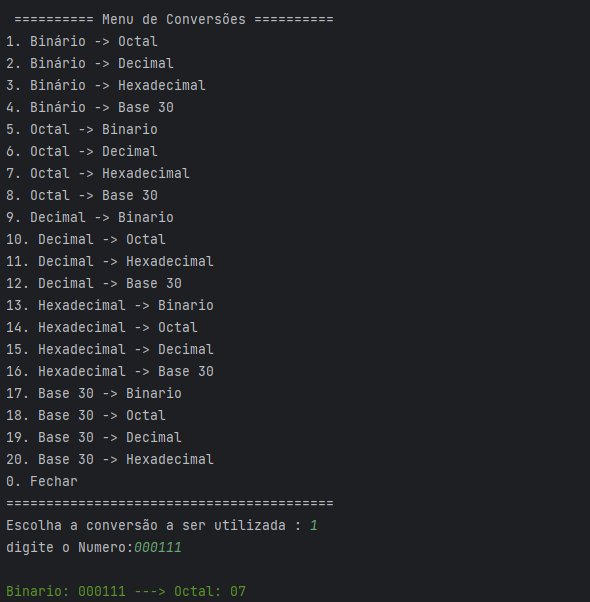 ========== Menu de Conversões ==========
1. Binário -> Octal
2. Binário -> Decimal
3. Binário -> Hexadecimal
4. Binário -> Base 30
5. Octal -> Binario
6. Octal -> Decimal
7. Octal -> Hexadecimal
8. Octal -> Base 30
9. Decimal -> Binario
10. Decimal -> Octal
11. Decimal -> Hexadecimal
12. Decimal -> Base 30
13. Hexadecimal -> Binario
14. Hexadecimal -> Octal
15. Hexadecimal -> Decimal
16. Hexadecimal -> Base 30
17. Base 30 -> Binario
18. Base 30 -> Octal
19. Base 30 -> Decimal
20. Base 30 -> Hexadecimal
0. Fechar
=========================================
Escolha a conversão a ser utilizada : 1
digite o Numero:000111
Binario: 000111 ---> Octal: 07